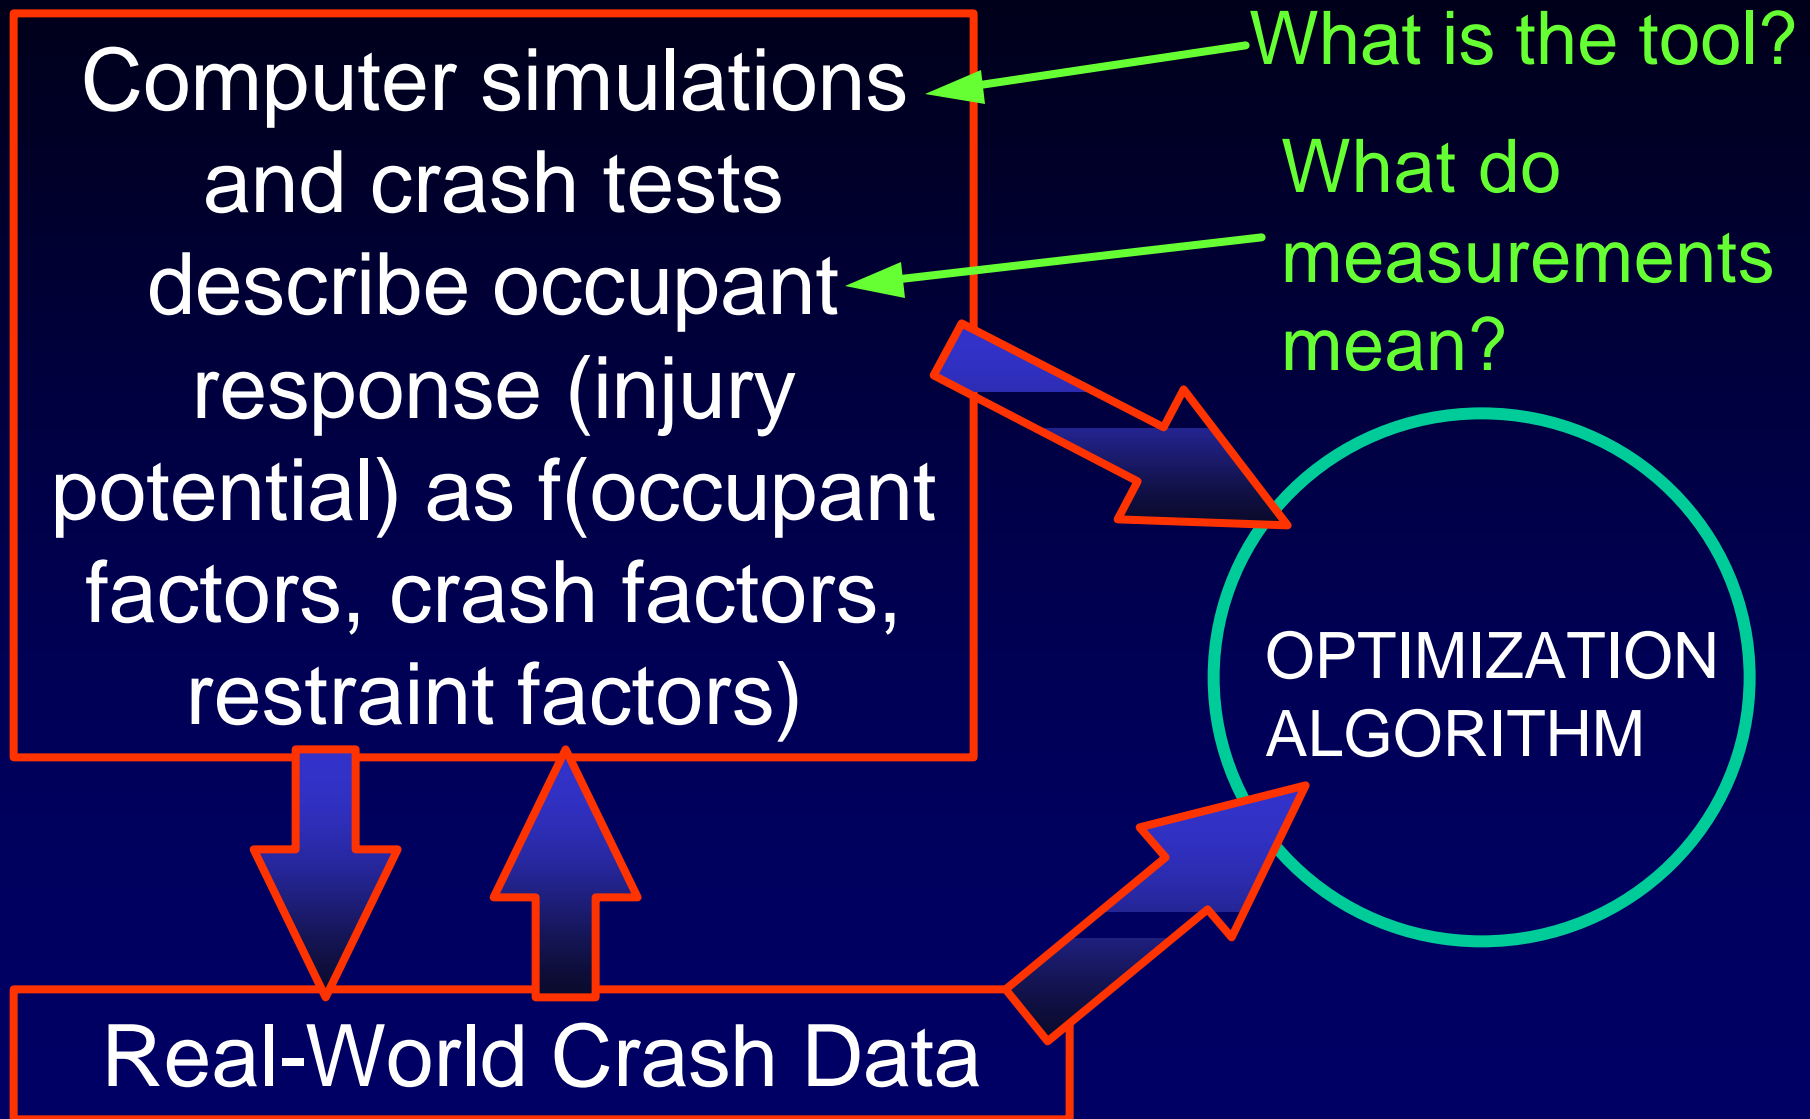 Computer simulations
and crash tests
describe occupant
response (injury
potential) as f(occupant
factors, crash factors,
restraint factors)
What is the tool?
What do
measurements
mean?
OPTIMIZATION
ALGORITHM
Real-World Crash Data